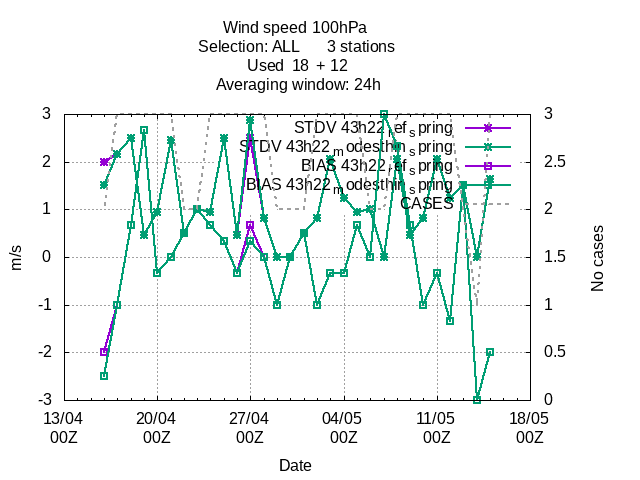 Wind speed 100hPa
Selection: ALL 3 stations
Used 18 + 12
Averaging window: 24h
STDV 43h22_ref_spring
STDV 43h22_modesthin_spring
BIAS 43h22_ref_spring
BIAS 43h22_modesthin_spring
CASES
3
2
1
0
-1
-2
-3
m/s
3
2.5
2
1.5
1
0.5
0
No cases
13/04 20/04 27/04 04/05 11/05 18/05
00Z 00Z 00Z 00Z 00Z 00Z
Date